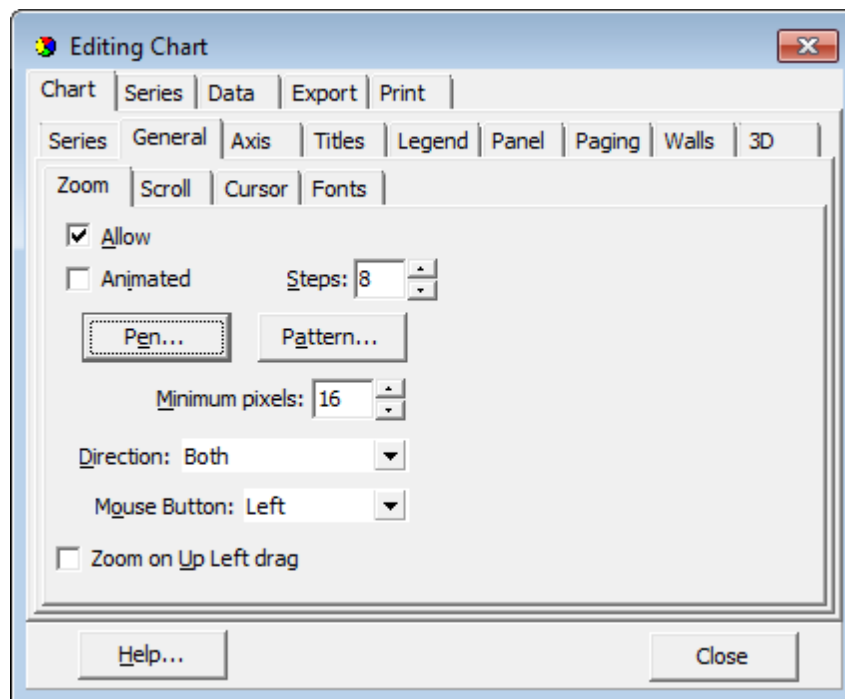 Editing Chart
Chart Series Data Export Print
Series General Axis Titles Legend Panel Paging Walls 3D
Zoom Scroll Cursor Fonts
Allow
Animated Steps: 8
Pen... Pattern...
Minimum pixels: 16
Direction: Both
Mouse Button: Left
Zoom on Up Left drag
Help... Close